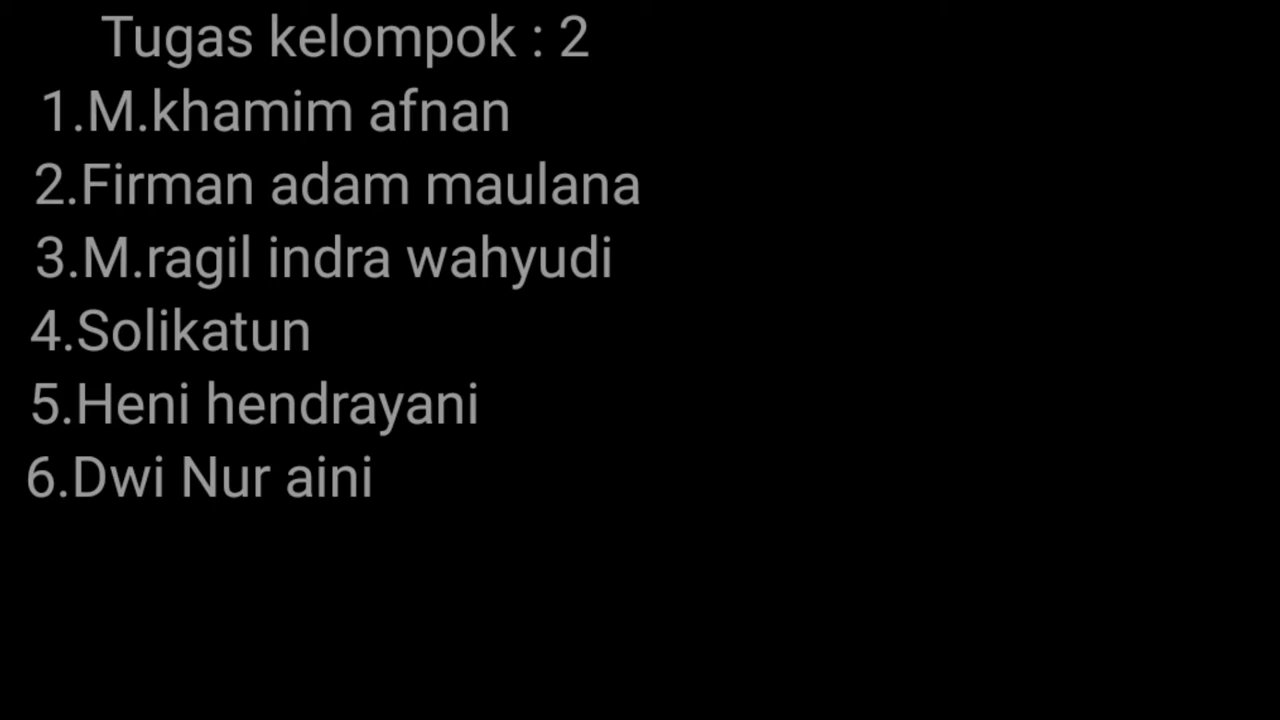 Tugas kelompok : 2
1.M.khamim afnan
2.Firman adam maulana
3.M.ragil indra wahyudi
4.Solikatun
5.Heni hendrayani
6.Dwi Nur aini